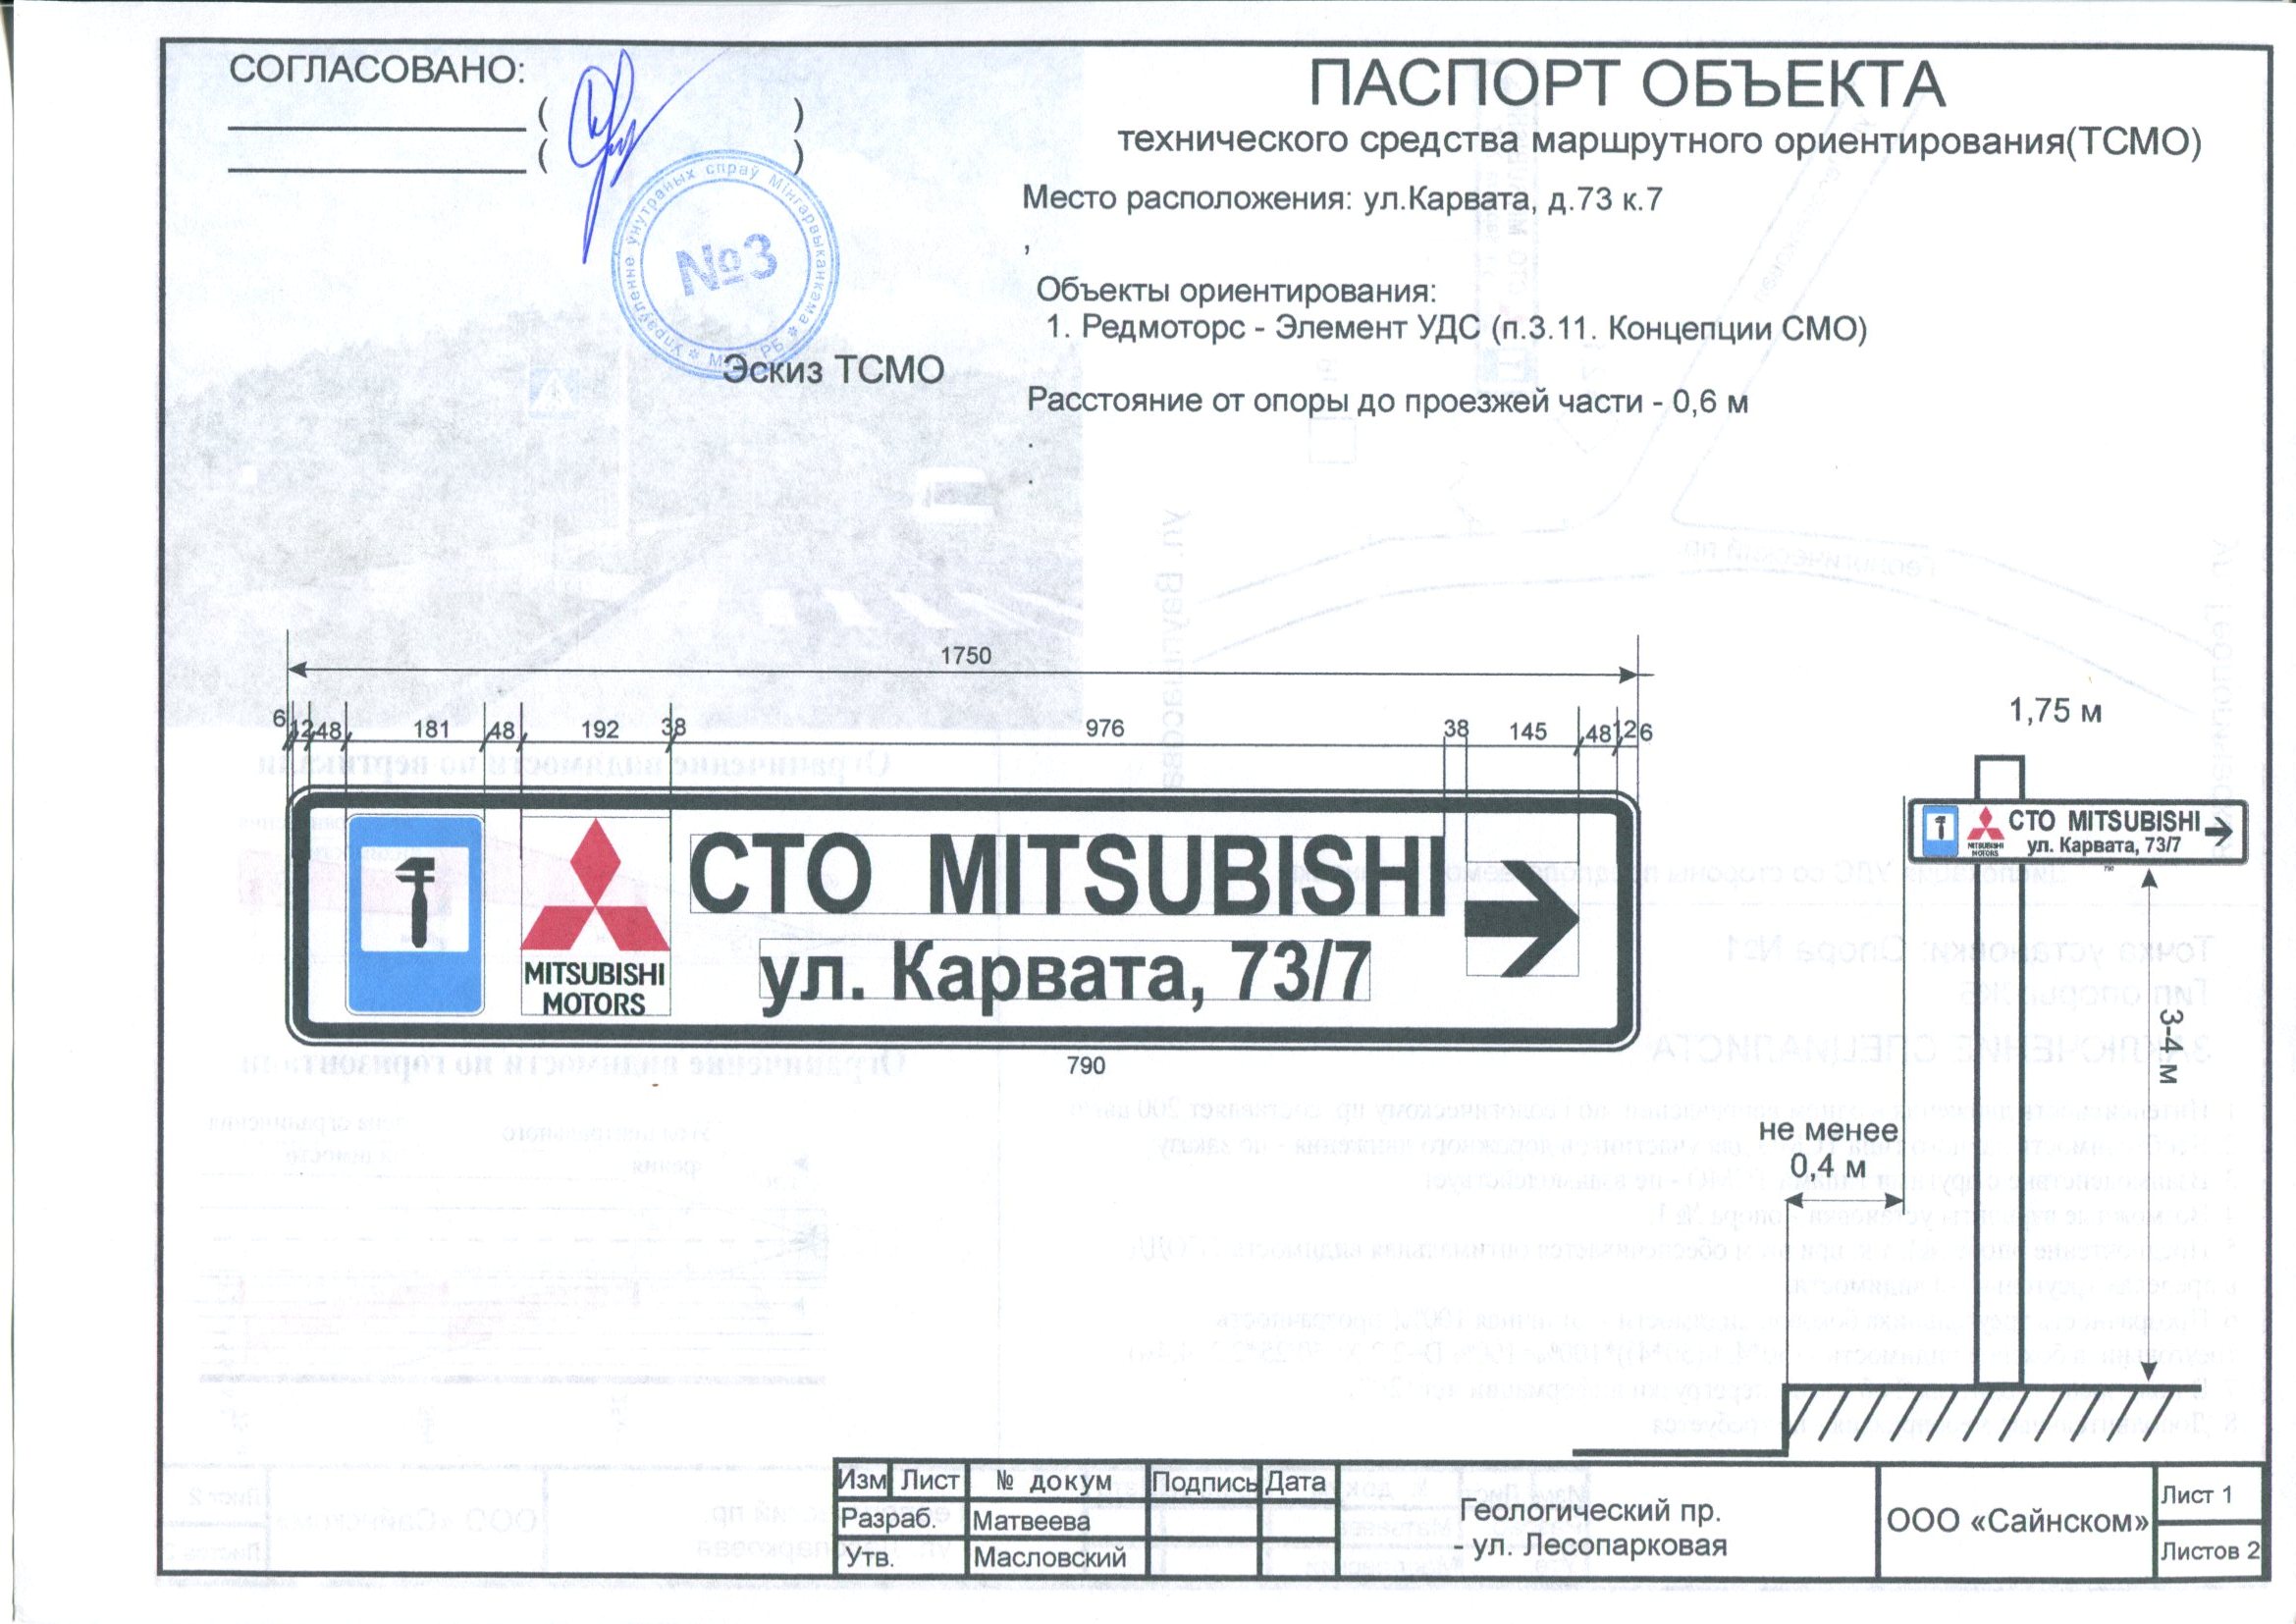 СОГЛАСОВАНО:
( )
( )
Упраўленне ўнутраных спраў Мінгарвыканкама * МУС РБ *
№3
Эскиз ТСМО
ПАСПОРТ ОБЪЕКТА
технического средства маршрутного ориентирования(ТСМО)
Место расположения: ул.Карвата, д.73 к.7
,
Объекты ориентирования:
1. Редмоторс - Элемент УДС (п.3.11. Концепции СМО)
Расстояние от опоры до проезжей части - 0,6 м
.
.
1750
6 12 48 181 48 192 38 976 38 145 48 12 6
СТО MITSUBISHI
ул. Карвата, 73/7
MITSUBISHI
MOTORS
790
1,75 м
СТО MITSUBISHI
ул. Карвата, 73/7
MITSUBISHI
MOTORS
3-4 м
не менее
0,4 м
Изм Лист № докум Подпись Дата
Разраб. Матвеева
Утв. Масловский
Геологический пр.
- ул. Лесопарковая
ООО «Сайнском»
Лист 1
Листов 2